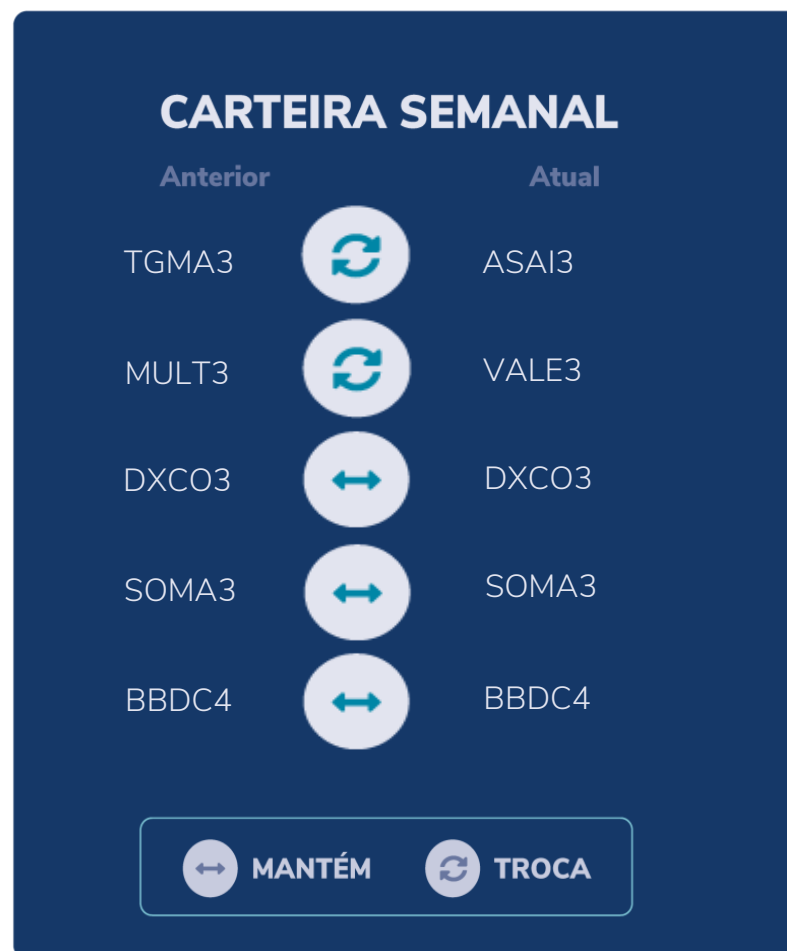 CARTEIRA SEMANAL
Anterior Atual
TGMA3 ASAI3
MULT3 VALE3
DXCO3 DXCO3
SOMA3 SOMA3
BBDC4 BBDC4
MANTÉM TROCA